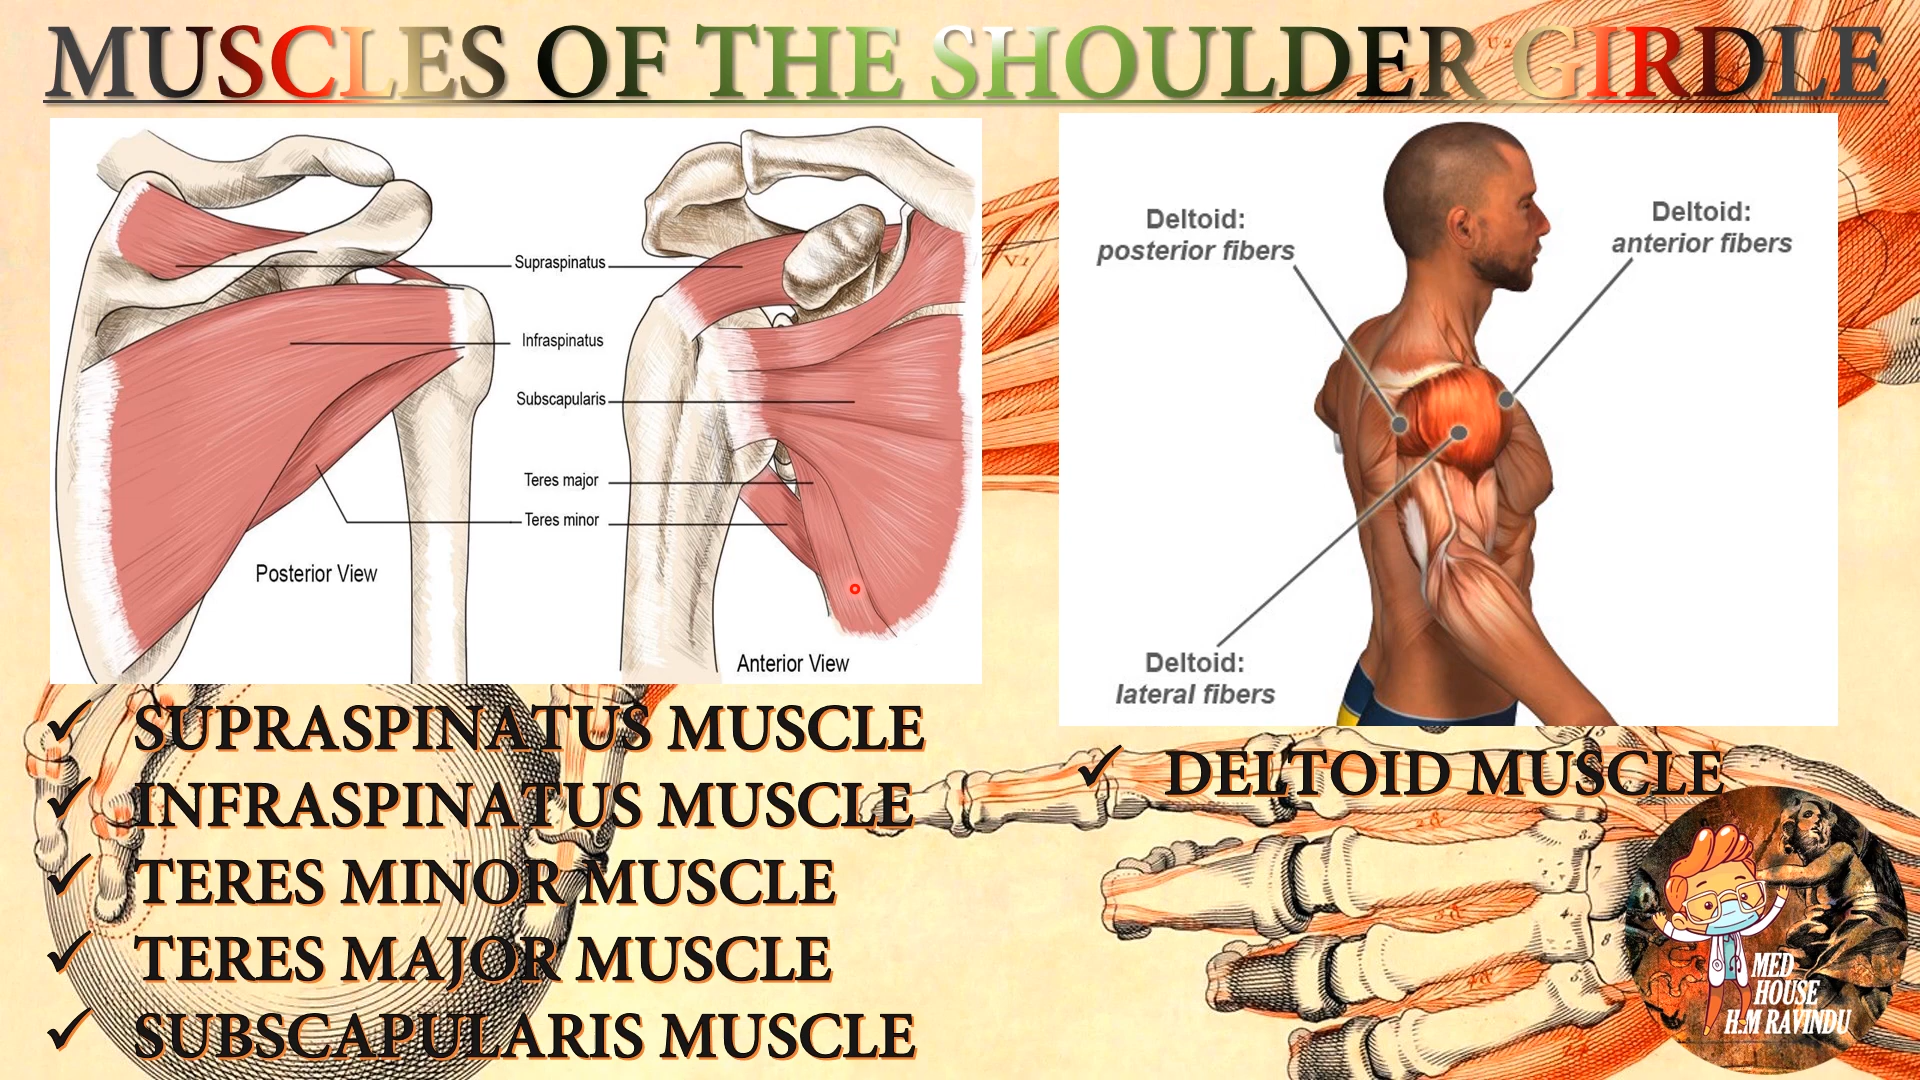 MUSCLES OF THE SHOULDER GIRDLE
Supraspinatus
Infraspinatus
Subscapularis
Teres major
Teres minor
Posterior View
Anterior View
Deltoid:
posterior fibers
Deltoid:
anterior fibers
Deltoid:
lateral fibers
✓ SUPRASPINATUS MUSCLE
✓ INFRASPINATUS MUSCLE
✓ TERES MINOR MUSCLE
✓ TERES MAJOR MUSCLE
✓ SUBSCAPULARIS MUSCLE
✓ DELTOID MUSCLE
MED
HOUSE
H.M RAVINDU